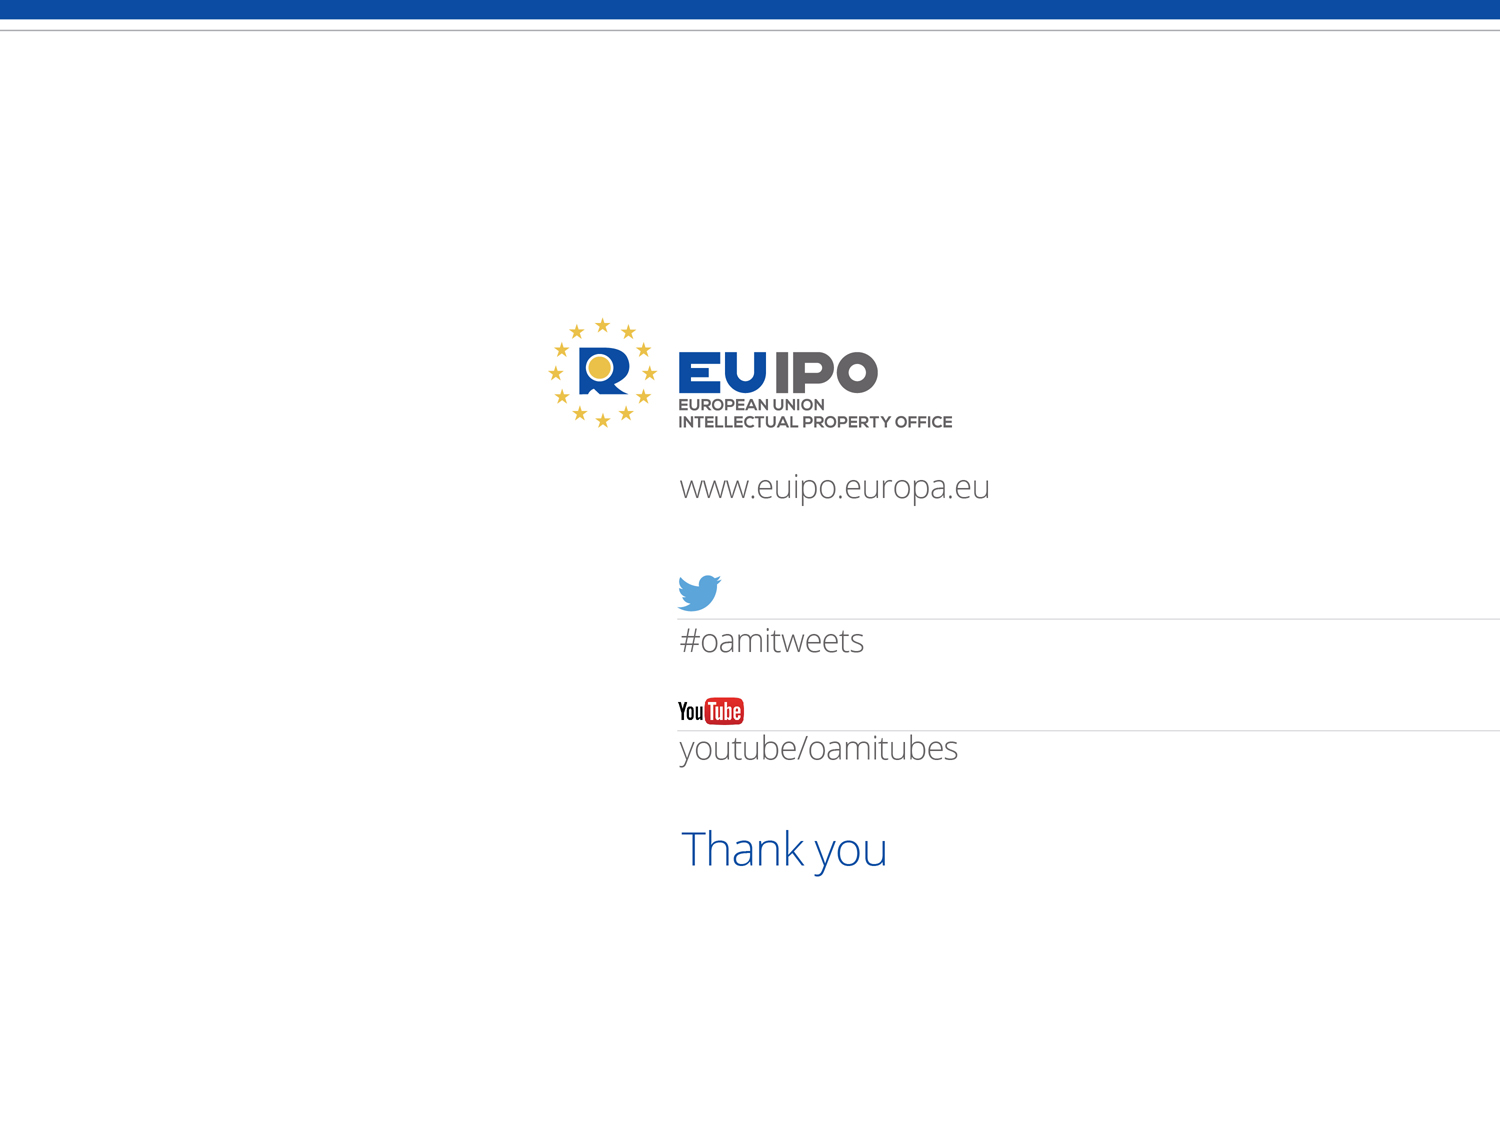 R
EUIPO
EUROPEAN UNION
INTELLECTUAL PROPERTY OFFICE
www.euipo.europa.eu
#oamitweets
YouTube
youtube/oamitubes
Thank you